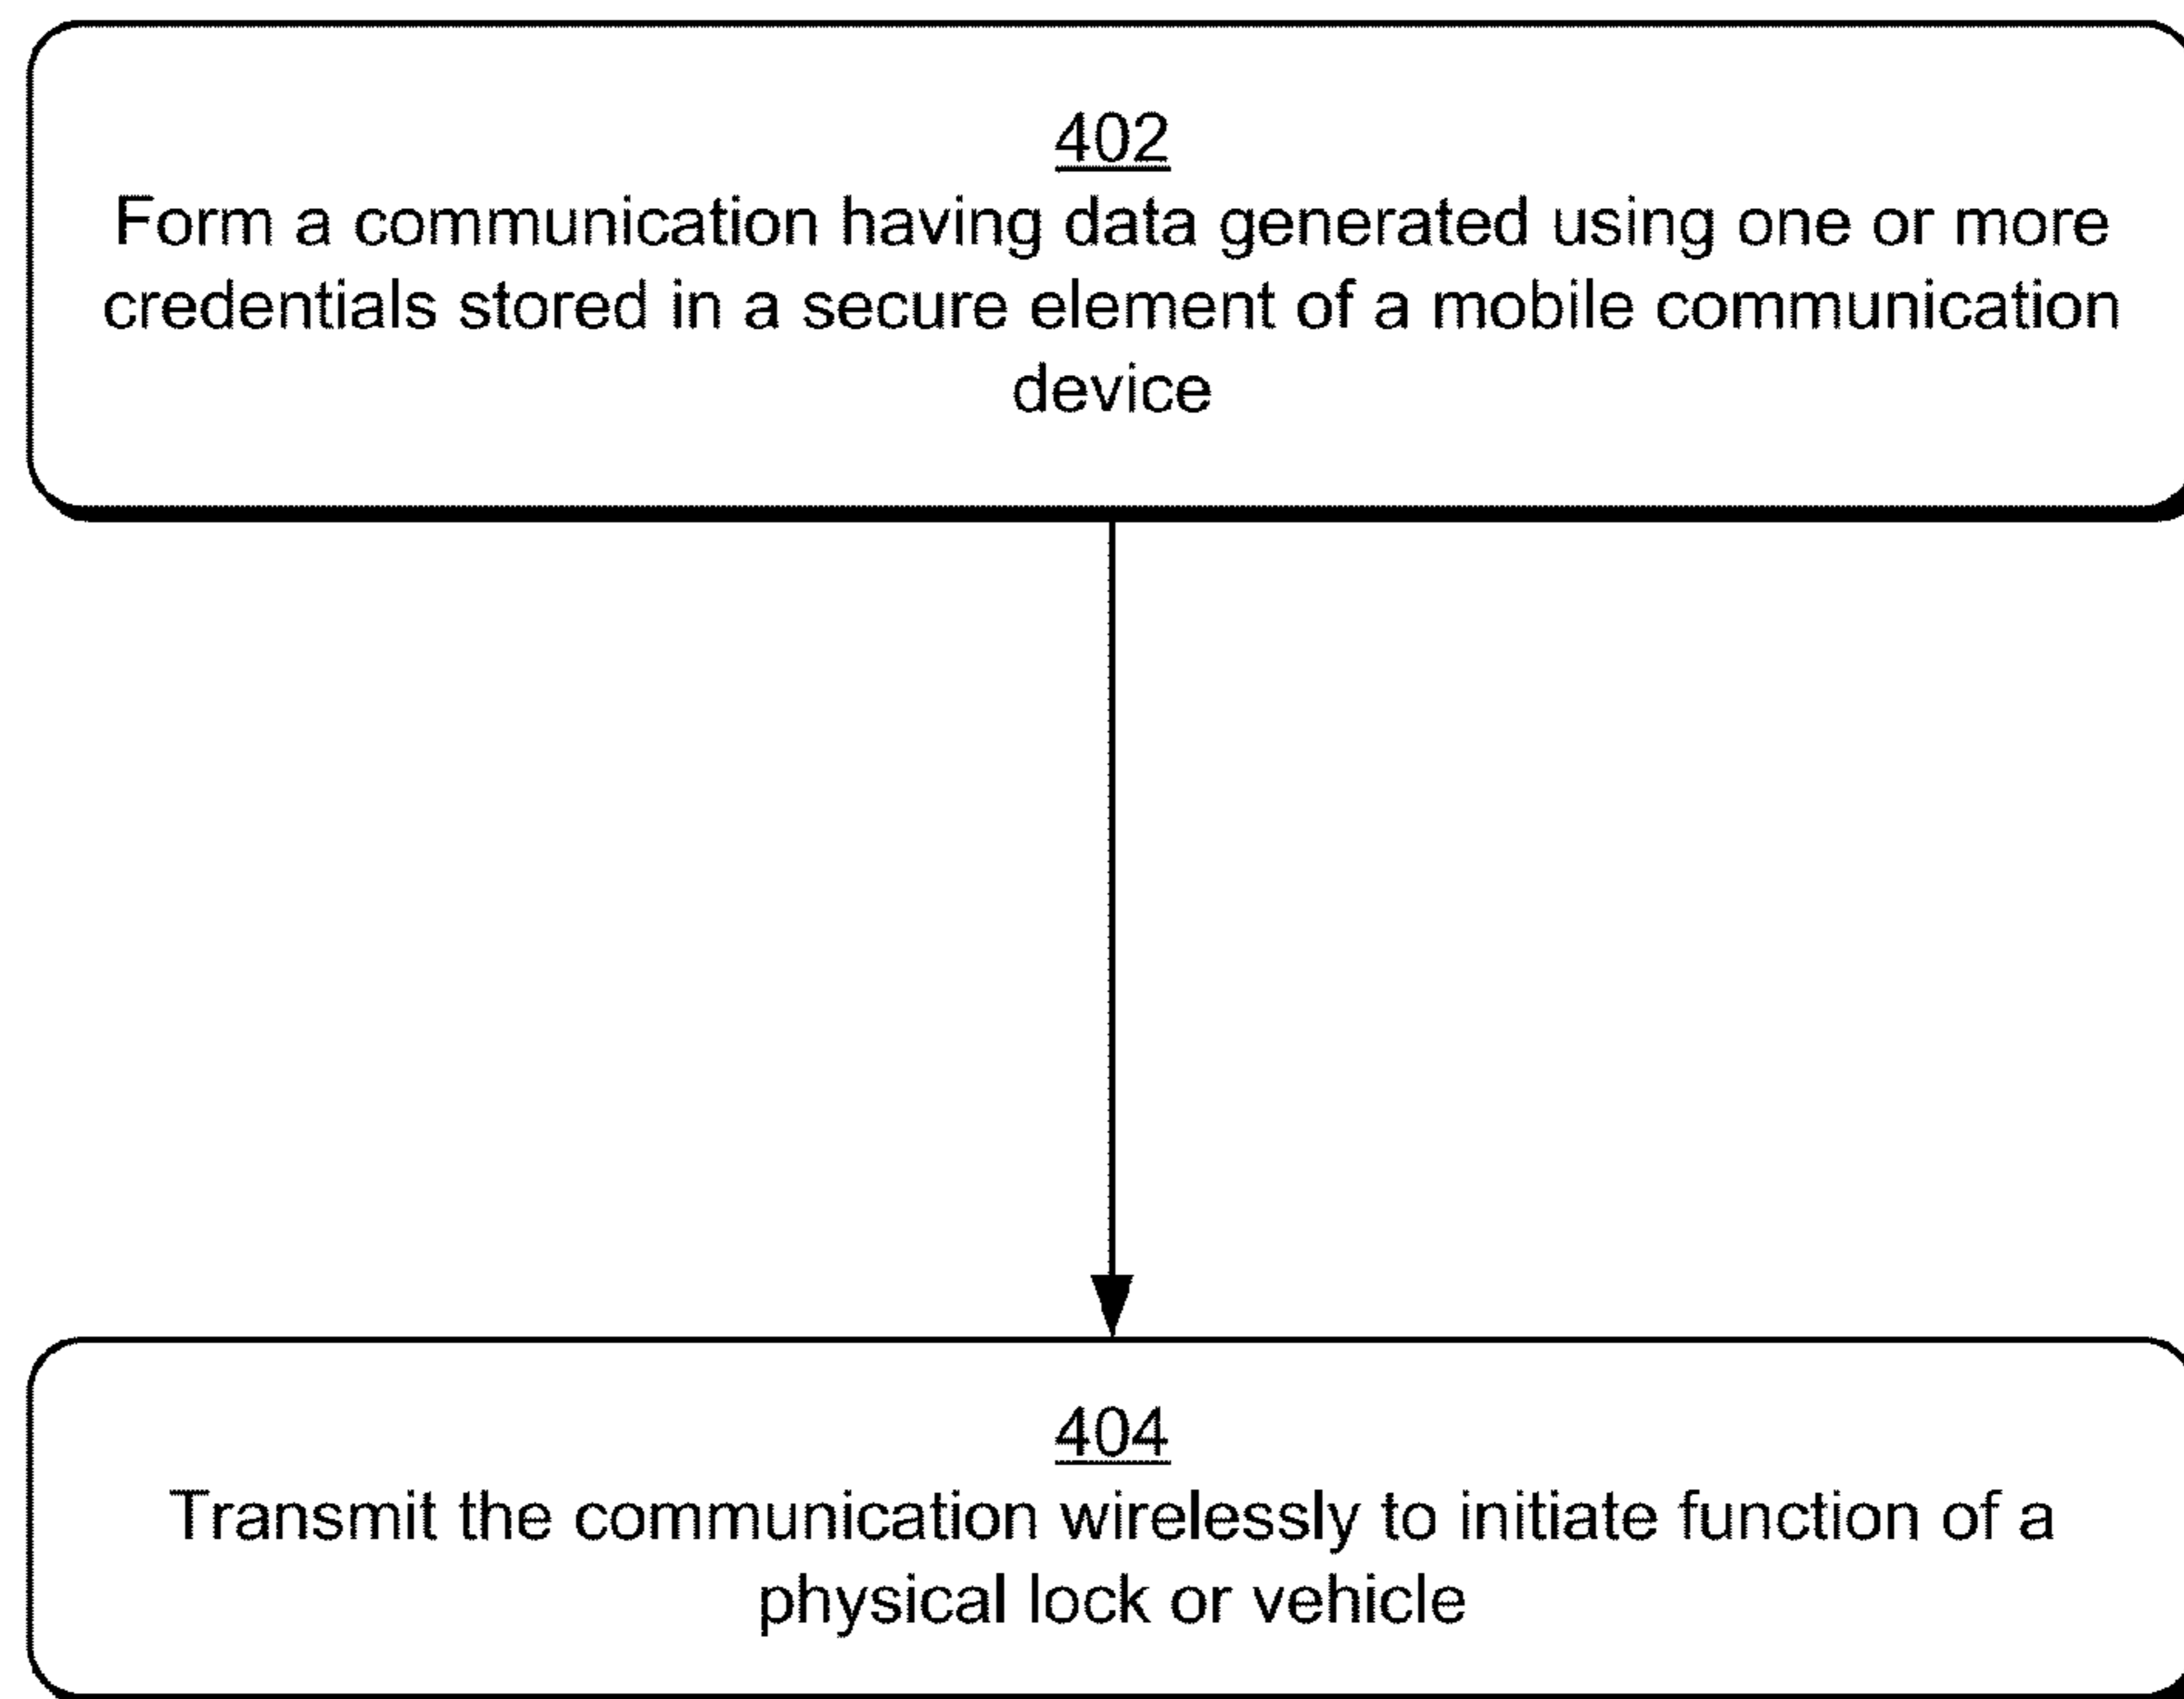 402
Form a communication having data generated using one or more
credentials stored in a secure element of a mobile communication
device
404
Transmit the communication wirelessly to initiate function of a
physical lock or vehicle